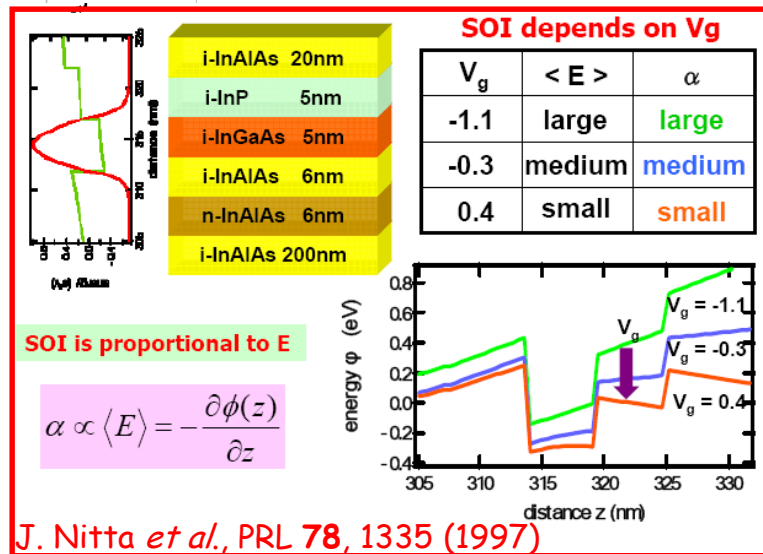 SOI depends on Vg
i-InAlAs 20nm
i-InP 5nm
i-InGaAs 5nm
i-InAlAs 6nm
n-InAlAs 6nm
i-InAlAs 200nm
distance (nm)
Vg < E > α
-1.1 large large
-0.3 medium medium
0.4 small small
SOI is proportional to E
α ∝ ⟨E⟩ = − ∂ϕ(z) / ∂z
energy φ (eV)
0.8
0.6
0.4
0.2
0.0
-0.2
-0.4
305 310 315 320 325 330
distance z (nm)
Vg
Vg = -1.1
Vg = -0.3
Vg = 0.4
J. Nitta et al., PRL 78, 1335 (1997)